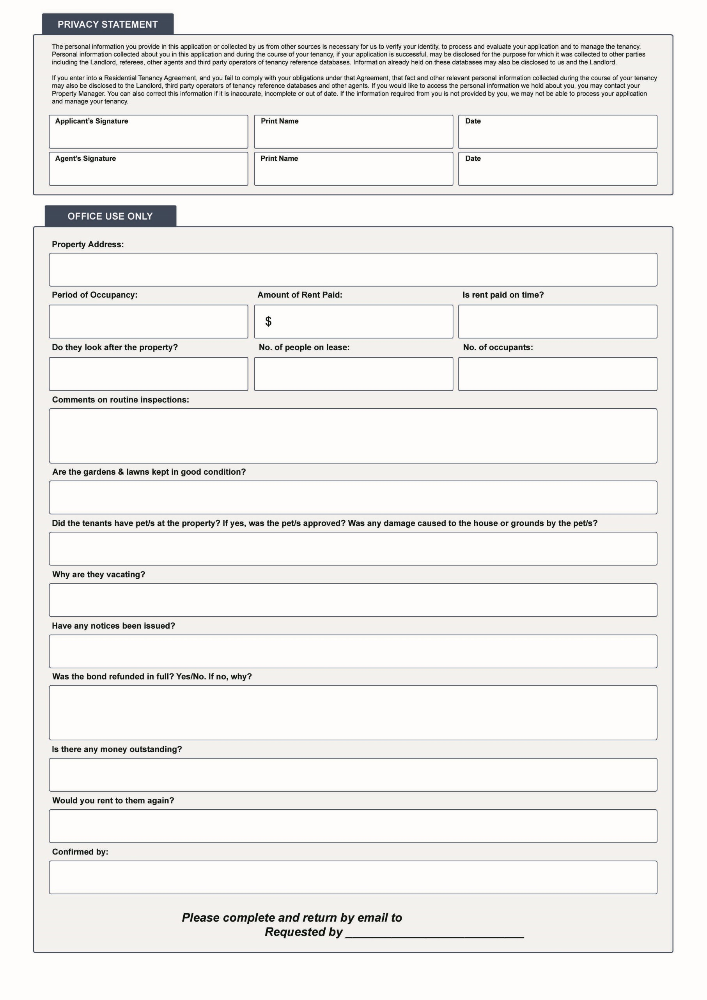 PRIVACY STATEMENT
The personal information you provide in this application or collected by us from other sources is necessary for us to verify your identity, to process and evaluate your application and to manage the tenancy.
Personal information collected about you in this application and during the course of your tenancy, if your application is successful, may be disclosed for the purpose for which it was collected to other parties
including the Landlord, referees, other agents and third party operators of tenancy reference databases. Information already held on these databases may also be disclosed to us and the Landlord.
If you enter into a Residential Tenancy Agreement, and you fail to comply with your obligations under that Agreement, that fact and other relevant personal information collected during the course of your tenancy
may also be disclosed to the Landlord, third party operators of tenancy reference databases and other agents. If you would like to access the personal information we hold about you, you may contact your
Property Manager. You can also correct this information if it is inaccurate, incomplete or out of date. If the information required from you is not provided by you, we may not be able to process your application
and manage your tenancy.
Applicant’s Signature Print Name Date
Agent’s Signature Print Name Date
OFFICE USE ONLY
Property Address:
Period of Occupancy: Amount of Rent Paid: Is rent paid on time?
$
Do they look after the property? No. of people on lease: No. of occupants:
Comments on routine inspections:
Are the gardens & lawns kept in good condition?
Did the tenants have pet/s at the property? If yes, was the pet/s approved? Was any damage caused to the house or grounds by the pet/s?
Why are they vacating?
Have any notices been issued?
Was the bond refunded in full? Yes/No. If no, why?
Is there any money outstanding?
Would you rent to them again?
Confirmed by:
Please complete and return by email to
Requested by ___________________________